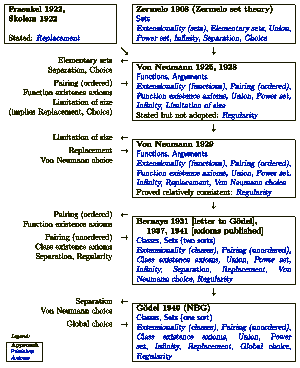 Fraenkel 1922,
Skolem 1922
Stated: Replacement
Zermelo 1908 (Zermelo set theory)
Sets
Extensionality (sets), Elementary sets, Union,
Power set, Infinity, Separation, Choice
Elementary sets
Separation, Choice
Pairing (ordered)
Function existence axioms
Limitation of size
(implies Replacement, Choice)
Von Neumann 1925, 1928
Functions, Arguments
Extensionality (functions), Pairing (ordered),
Function existence axioms, Union, Power set,
Infinity, Limitation of size
Stated but not adopted: Regularity
Limitation of size
Replacement
Von Neumann choice
Von Neumann 1929
Functions, Arguments
Extensionality (functions), Pairing (ordered),
Function existence axioms, Union, Power set,
Infinity, Replacement, Von Neumann choice
Proved relatively consistent: Regularity
Pairing (ordered)
Function existence axioms
Pairing (unordered)
Class existence axioms
Separation, Regularity
Bernays 1931 [letter to Gödel],
1937, 1941 [axioms published]
Classes, Sets (two sorts)
Extensionality (classes), Pairing (unordered),
Class existence axioms, Union, Power set,
Infinity, Separation, Replacement, Von
Neumann choice, Regularity
Separation
Von Neumann choice
Global choice
Gödel 1940 (NBG)
Classes, Sets (one sort)
Extensionality (classes), Pairing (unordered),
Class existence axioms, Union, Power
set, Infinity, Replacement, Global choice,
Regularity
Legend:
Approach
Primitive
Axiom